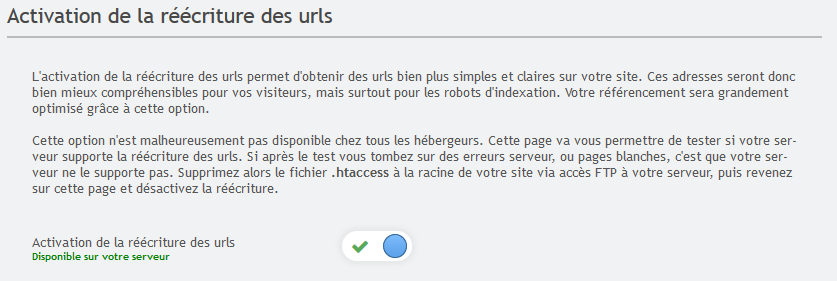 Activation de la réécriture des urls
L'activation de la réécriture des urls permet d'obtenir des urls bien plus simples et claires sur votre site. Ces adresses seront donc
bien mieux compréhensibles pour vos visiteurs, mais surtout pour les robots d'indexation. Votre référencement sera grandement
optimisé grâce à cette option.
Cette option n'est malheureusement pas disponible chez tous les hébergeurs. Cette page va vous permettre de tester si votre ser-
veur supporte la réécriture des urls. Si après le test vous tombez sur des erreurs serveur, ou pages blanches, c'est que votre ser-
veur ne le supporte pas. Supprimez alors le fichier .htaccess à la racine de votre site via accès FTP à votre serveur, puis revenez
sur cette page et désactivez la réécriture.
Activation de la réécriture des urls
Disponible sur votre serveur